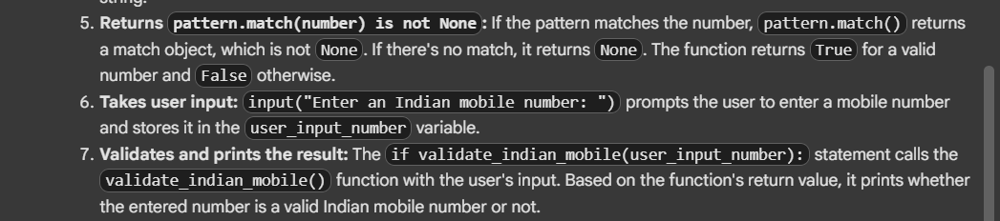 string.
5. Returns pattern.match(number) is not None: If the pattern matches the number, pattern.match() returns
a match object, which is not None. If there's no match, it returns None. The function returns True for a valid
number and False otherwise.
6. Takes user input: input("Enter an Indian mobile number: ") prompts the user to enter a mobile number
and stores it in the user_input_number variable.
7. Validates and prints the result: The if validate_indian_mobile(user_input_number): statement calls the
validate_indian_mobile() function with the user's input. Based on the function's return value, it prints whether
the entered number is a valid Indian mobile number or not.